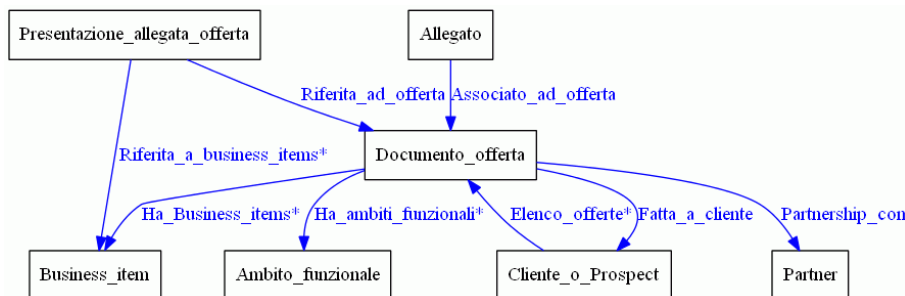 Presentazione_allegata_offerta
Allegato
Riferita_ad_offerta
Associato_ad_offerta
Riferita_a_business_items*
Documento_offerta
Ha_Business_items*
Ha_ambiti_funzionali*
Elenco_offerte*
Fatta_a_cliente
Partnership_con
Business_item
Ambito_funzionale
Cliente_o_Prospect
Partner